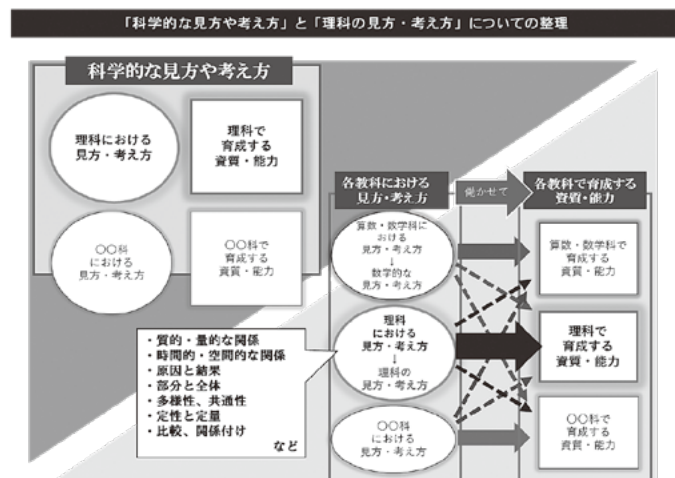 「科学的な見方や考え方」と「理科の見方・考え方」についての整理
科学的な見方や考え方
理科における
見方・考え方
理科で
育成する
資質・能力
〇〇科
における
見方・考え方
〇〇科で
育成する
資質・能力
各教科における
見方・考え方
働かせて
各教科で育成する
資質・能力
算数・数学科に
おける
見方・考え方
↓
数学的な
見方・考え方
算数・数学科で
育成する
資質・能力
理科
における
見方・考え方
↓
理科の
見方・考え方
理科で
育成する
資質・能力
・質的・量的な関係
・時間的・空間的な関係
・原因と結果
・部分と全体
・多様性、共通性
・定性と定量
・比較、関係付け
など
〇〇科
における
見方・考え方
〇〇科で
育成する
資質・能力